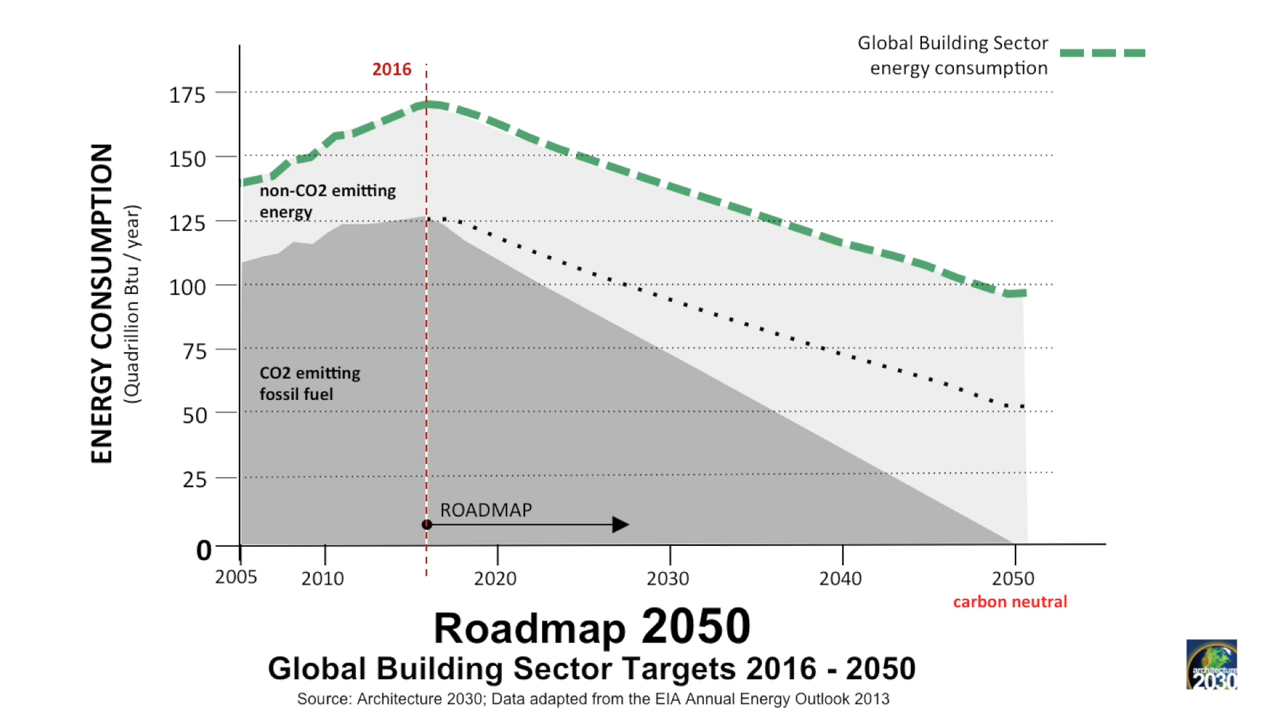 Global Building Sector
energy consumption
2016
175
150
125
100
75
50
25
0
ENERGY CONSUMPTION
(Quadrillion Btu / year)
non-CO2 emitting
energy
CO2 emitting
fossil fuel
ROADMAP
2005
2010
2020
2030
2040
2050
carbon neutral
Roadmap 2050
Global Building Sector Targets 2016 - 2050
Source: Architecture 2030; Data adapted from the EIA Annual Energy Outlook 2013
architecture
2030